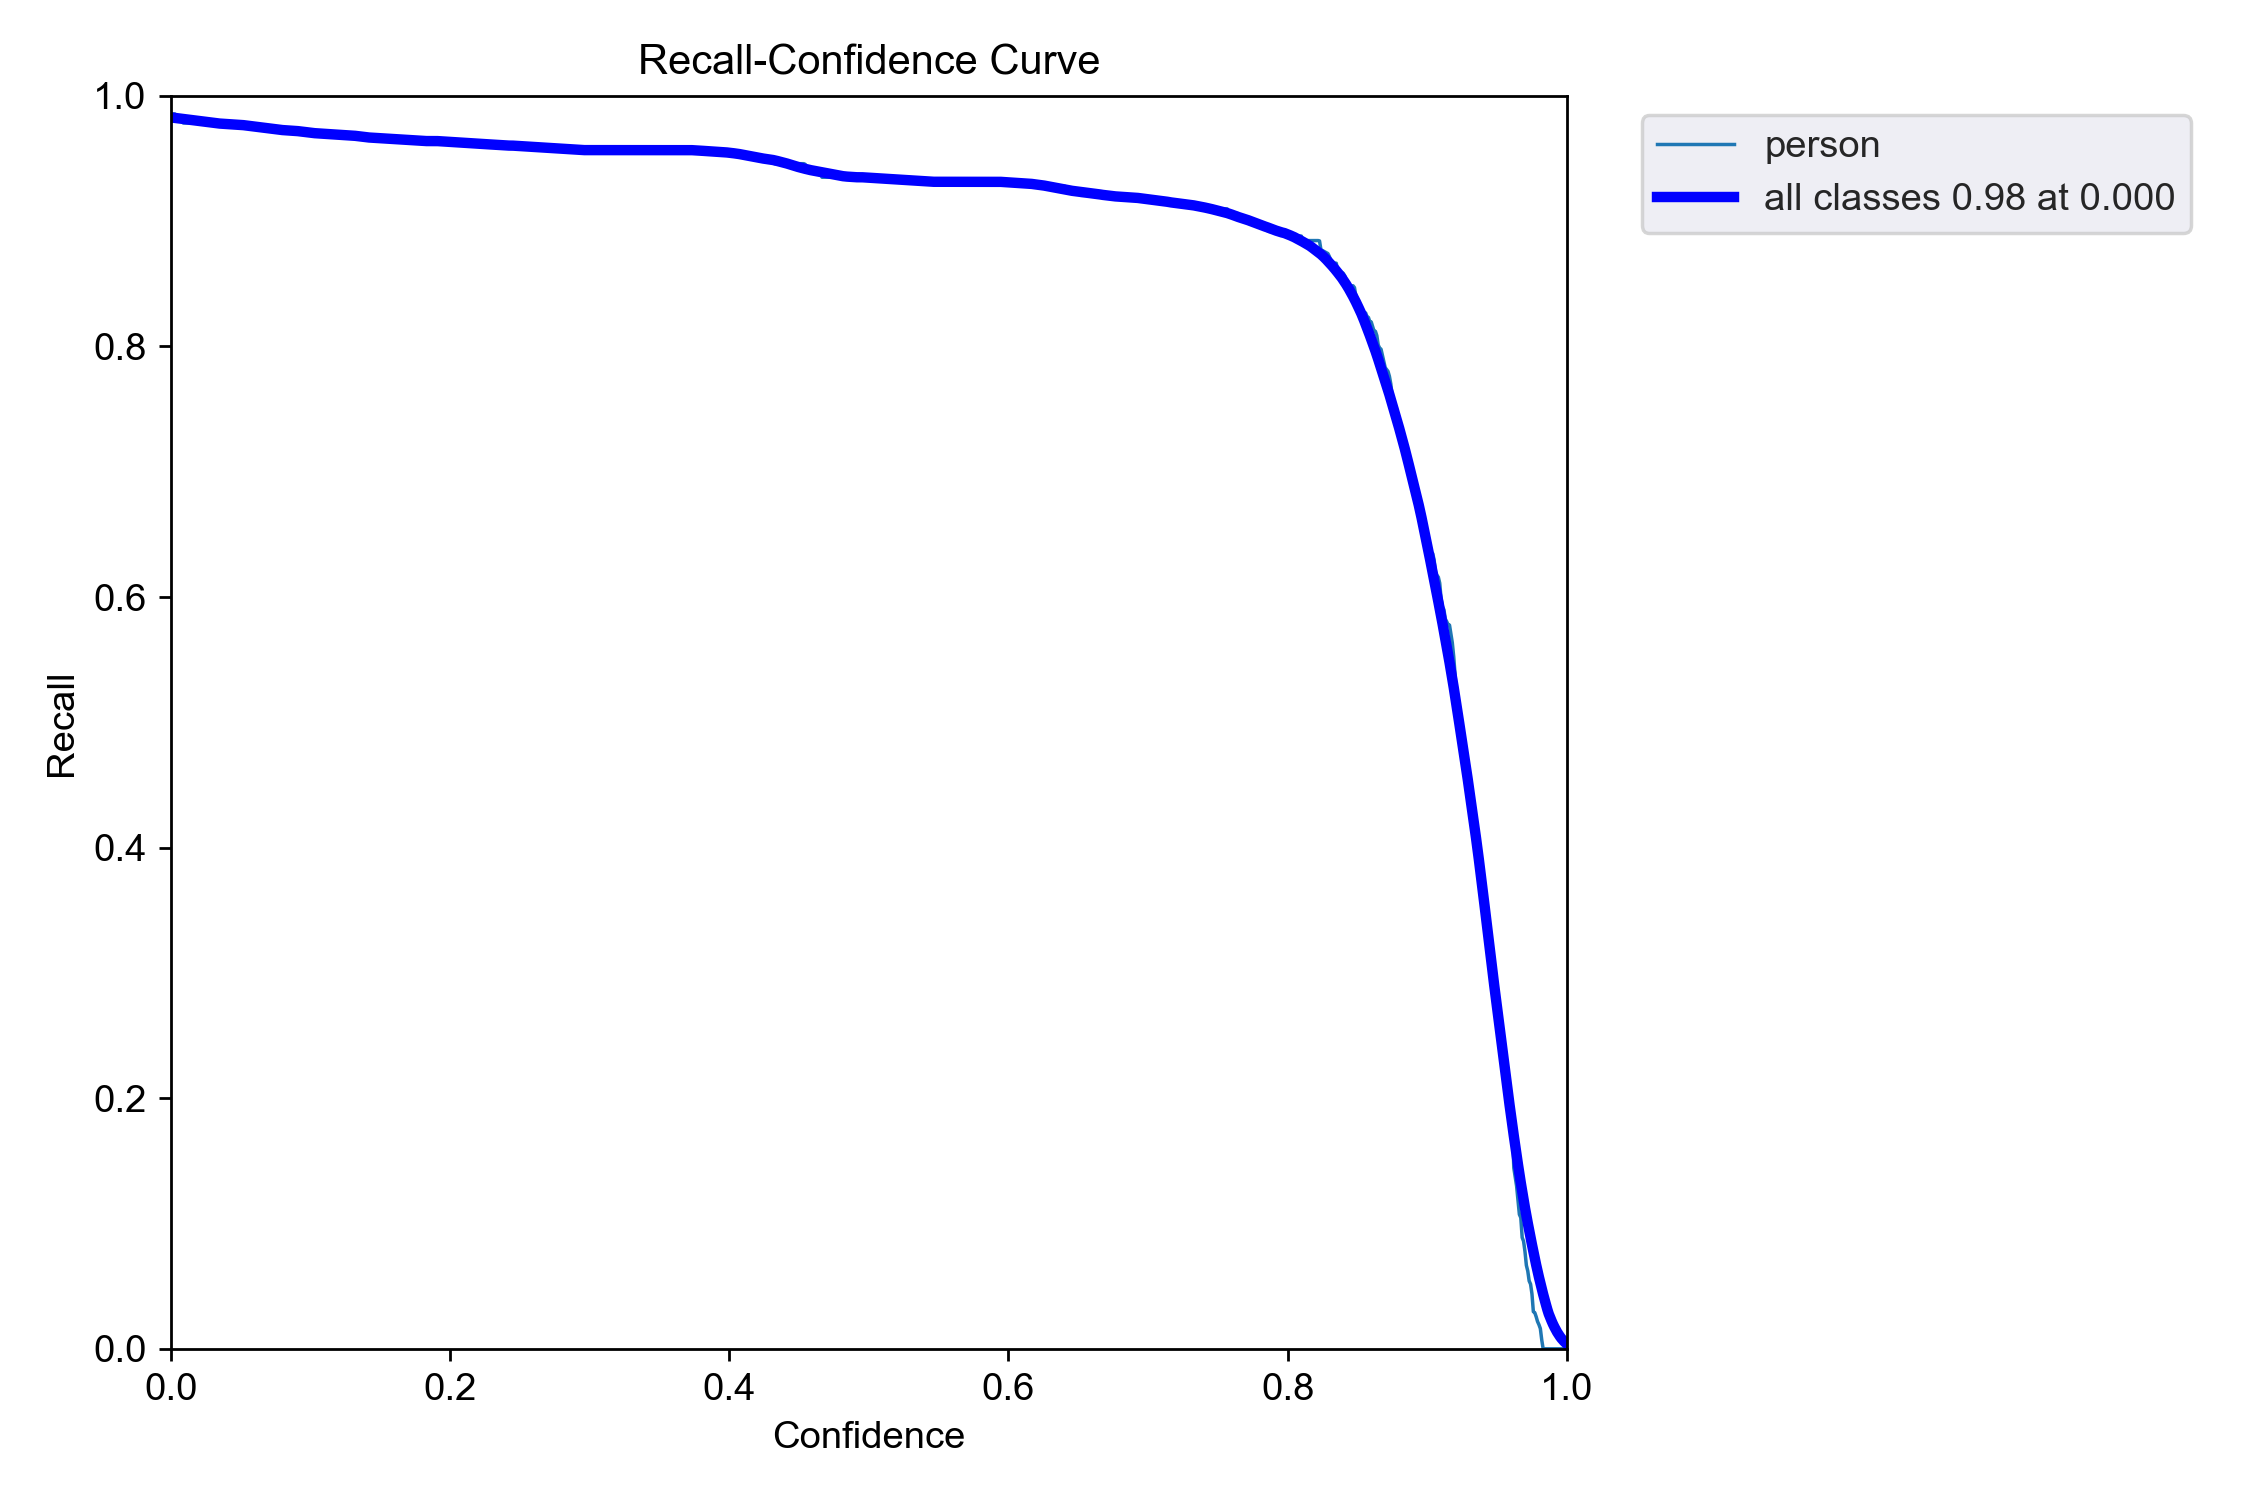 Recall-Confidence Curve
1.0
0.8
0.6
0.4
0.2
0.0
Recall
0.0 0.2 0.4 0.6 0.8 1.0
Confidence
person
all classes 0.98 at 0.000